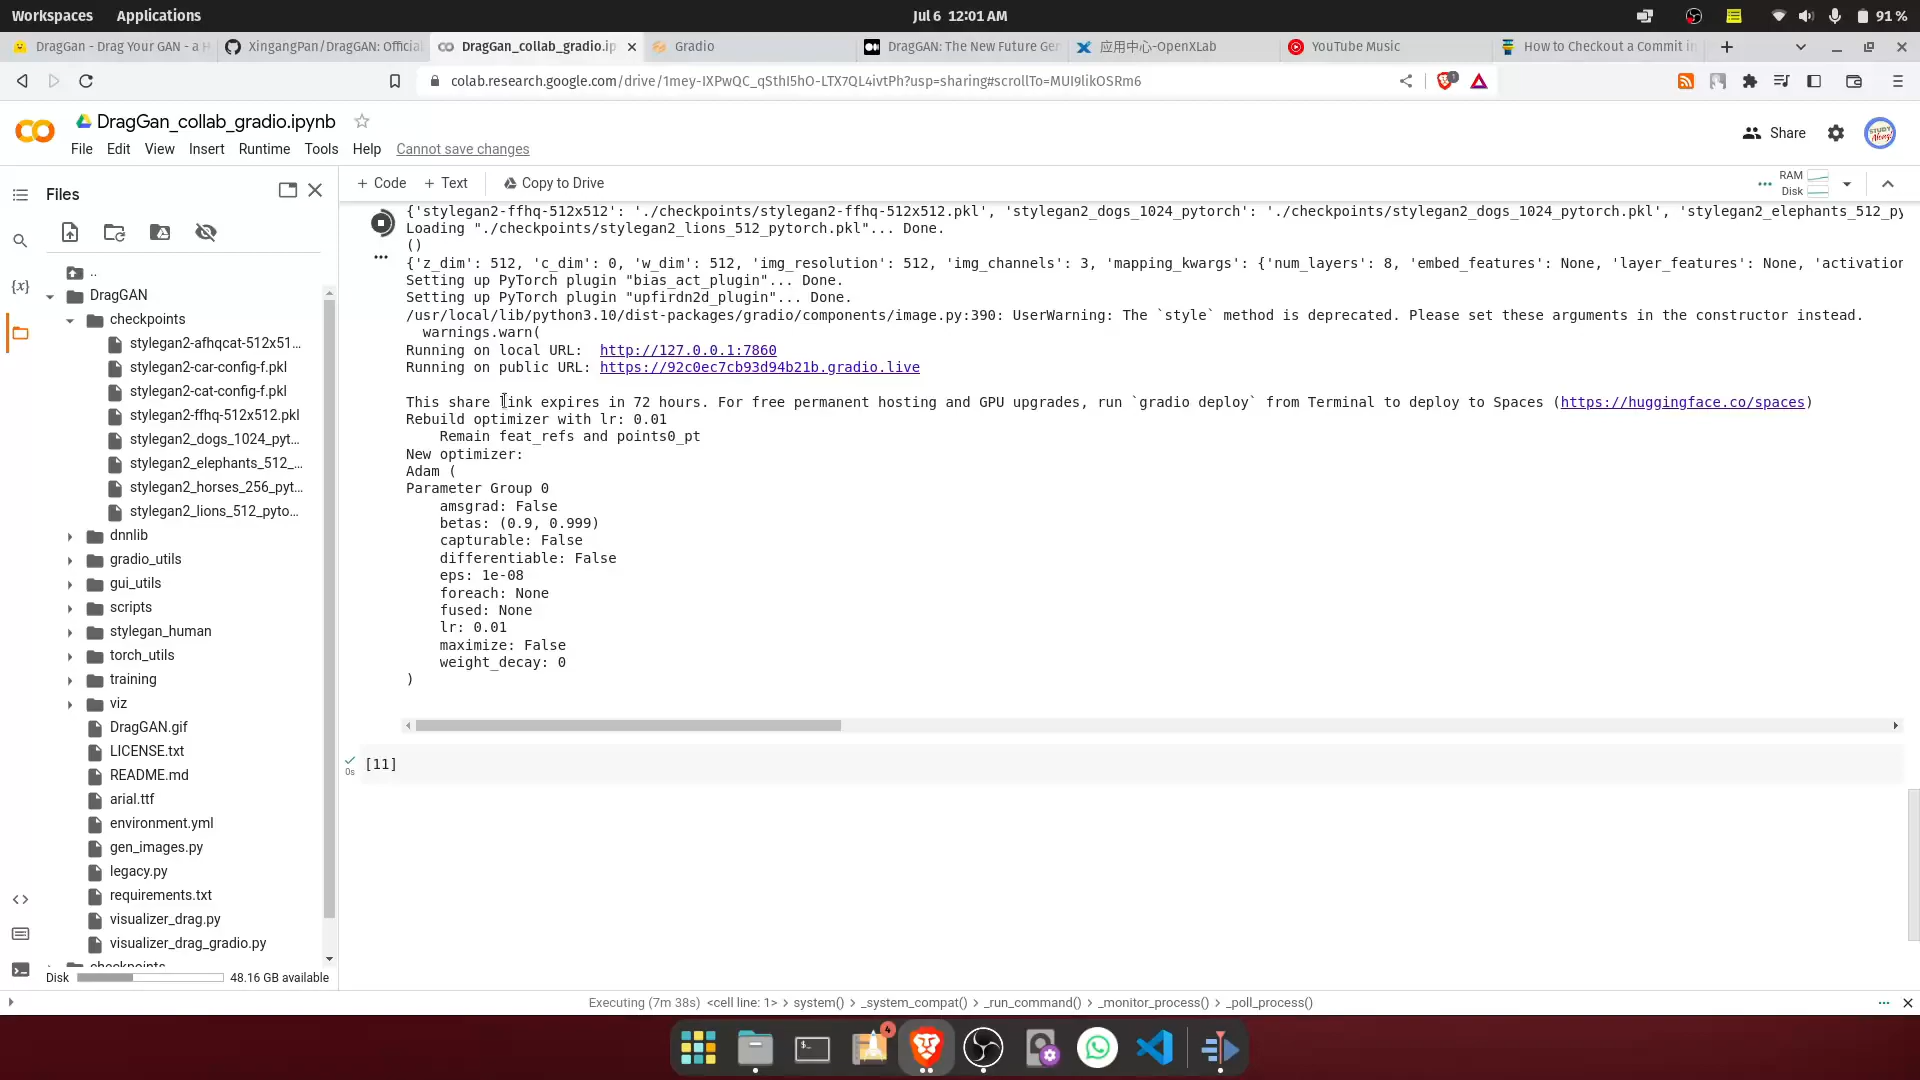 Workspaces Applications Jul 6 12:01 AM 91 %
DragGan - Drag Your GAN - a H XingangPan/DragGAN: Official DragGan_collab_gradio.ip Gradio DragGAN: The New Future Gen 应用中心-OpenXLab YouTube Music How to Checkout a Commit in
colab.research.google.com/drive/1mey-IXPwQC_qSthI5hO-LTX7QL4ivtPh?usp=sharing#scrollTo=MUI9likOSRm6 1
DragGan_collab_gradio.ipynb
File Edit View Insert Runtime Tools Help Cannot save changes
Share
STUDY Along!
Files
+ Code + Text Copy to Drive
RAM
Disk
..
DragGAN
checkpoints
stylegan2-afhqcat-512x51...
stylegan2-car-config-f.pkl
stylegan2-cat-config-f.pkl
stylegan2-ffhq-512x512.pkl
stylegan2_dogs_1024_pyt...
stylegan2_elephants_512_...
stylegan2_horses_256_pyt...
stylegan2_lions_512_pyto...
dnnlib
gradio_utils
gui_utils
scripts
stylegan_human
torch_utils
training
viz
DragGAN.gif
LICENSE.txt
README.md
arial.ttf
environment.yml
gen_images.py
legacy.py
requirements.txt
visualizer_drag.py
visualizer_drag_gradio.py
checkpoints
Disk 48.16 GB available
{'stylegan2-ffhq-512x512': './checkpoints/stylegan2-ffhq-512x512.pkl', 'stylegan2_dogs_1024_pytorch': './checkpoints/stylegan2_dogs_1024_pytorch.pkl', 'stylegan2_elephants_512_py
Loading "./checkpoints/stylegan2_lions_512_pytorch.pkl"... Done.
()
{'z_dim': 512, 'c_dim': 0, 'w_dim': 512, 'img_resolution': 512, 'img_channels': 3, 'mapping_kwargs': {'num_layers': 8, 'embed_features': None, 'layer_features': None, 'activation
Setting up PyTorch plugin "bias_act_plugin"... Done.
Setting up PyTorch plugin "upfirdn2d_plugin"... Done.
/usr/local/lib/python3.10/dist-packages/gradio/components/image.py:390: UserWarning: The `style` method is deprecated. Please set these arguments in the constructor instead.
warnings.warn(
Running on local URL: http://127.0.0.1:7860
Running on public URL: https://92c0ec7cb93d94b21b.gradio.live
This share link expires in 72 hours. For free permanent hosting and GPU upgrades, run `gradio deploy` from Terminal to deploy to Spaces (https://huggingface.co/spaces)
Rebuild optimizer with lr: 0.01
Remain feat_refs and points0_pt
New optimizer:
Adam (
Parameter Group 0
amsgrad: False
betas: (0.9, 0.999)
capturable: False
differentiable: False
eps: 1e-08
foreach: None
fused: None
lr: 0.01
maximize: False
weight_decay: 0
)
[11]
0s
Executing (7m 38s) <cell line: 1> > system() > _system_compat() > _run_command() > _monitor_process() > _poll_process()
4